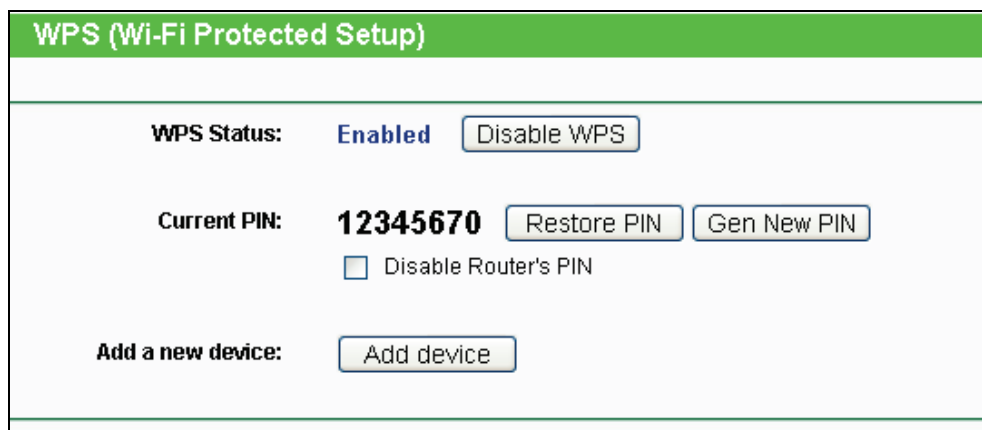 WPS (Wi-Fi Protected Setup)
WPS Status: Enabled Disable WPS
Current PIN: 12345670 Restore PIN Gen New PIN
Disable Router's PIN
Add a new device: Add device